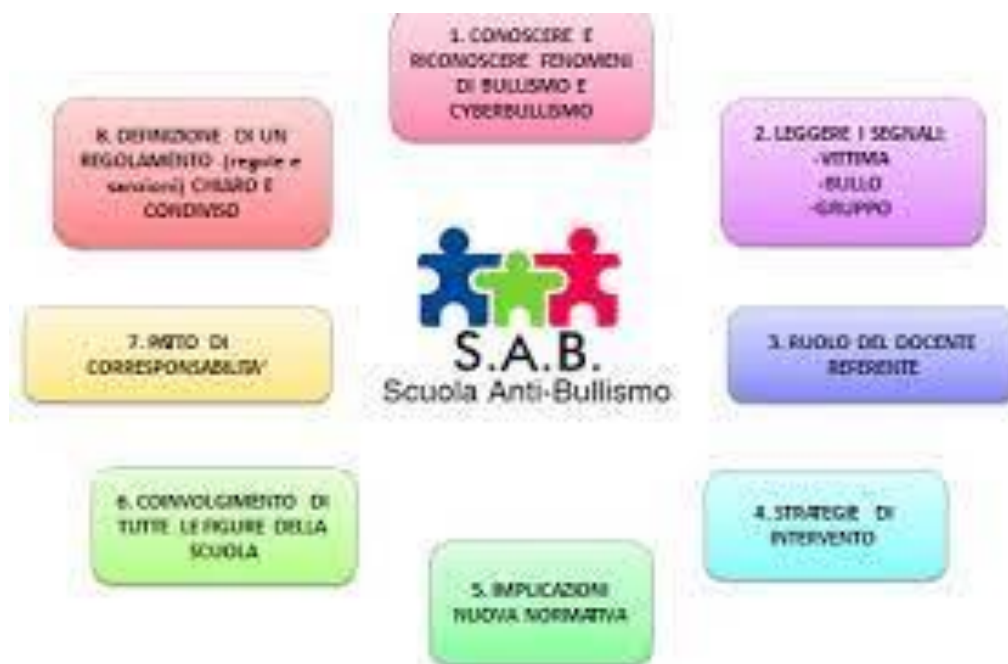 1. CONOSCERE E
RICONOSCERE FENOMENI
DI BULLISMO E
CYBERBULLISMO
2. LEGGERE I SEGNALI:
-VITTIMA
-BULLO
-GRUPPO
3. RUOLO DEL DOCENTE
REFERENTE
4. STRATEGIE DI
INTERVENTO
5. IMPLICAZIONI
NUOVA NORMATIVA
6. COINVOLGIMENTO DI
TUTTE LE FIGURE DELLA
SCUOLA
7. PATTO DI
CORRESPONSABILITA'
8. DEFINIZIONE DI UN
REGOLAMENTO (regole e
sanzioni) CHIARO E
CONDIVISO
S.A.B.
Scuola Anti-Bullismo